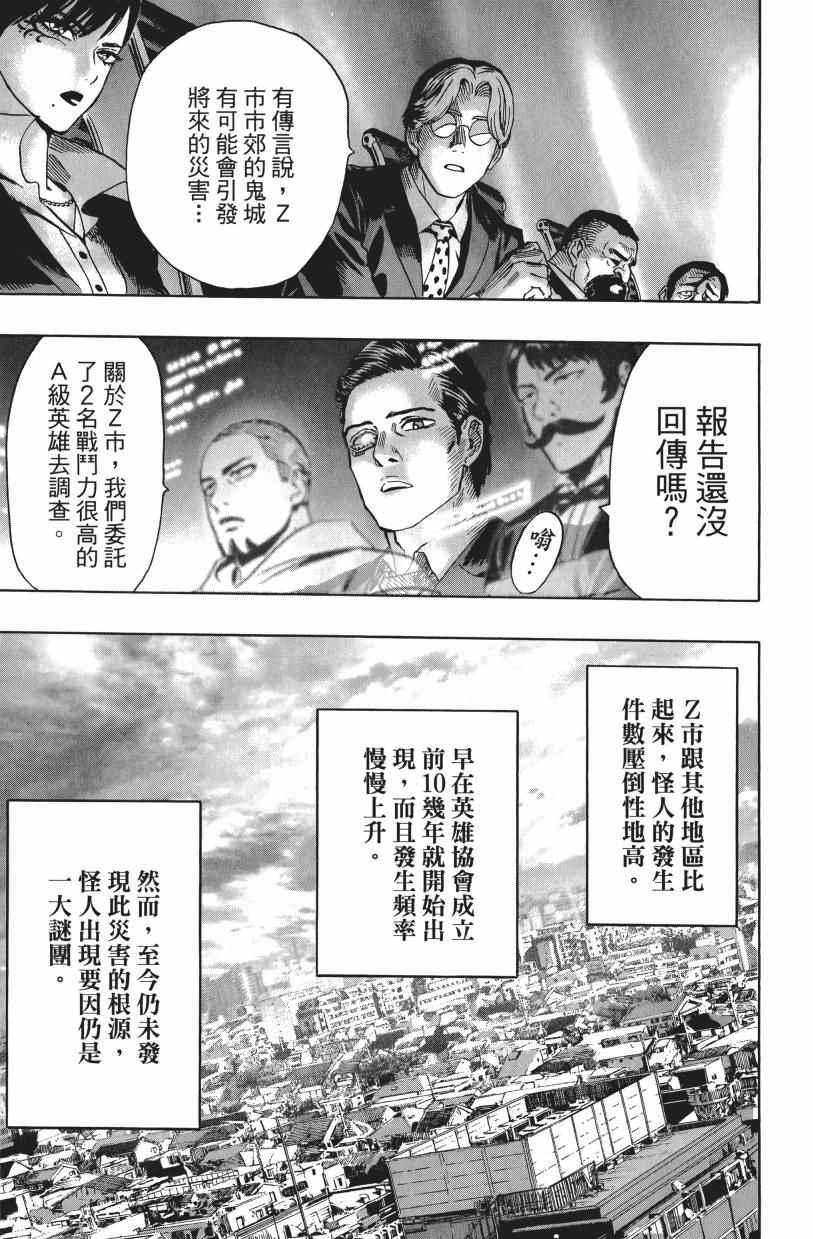 有傳言說，Z
市市郊的鬼城
有可能會引發
將來的災害…
報告還沒
回傳嗎？
嗡…
關於Z市，我們委託
了2名戰鬥力很高的
A級英雄去調查。
Z市跟其他地區比
起來，怪人的發生
件數壓倒性地高。
早在英雄協會成立
前10幾年就開始出
現，而且發生頻率
慢慢上升。
然而，至今仍未發
現此災害的根源，
怪人出現要因仍是
一大謎團。